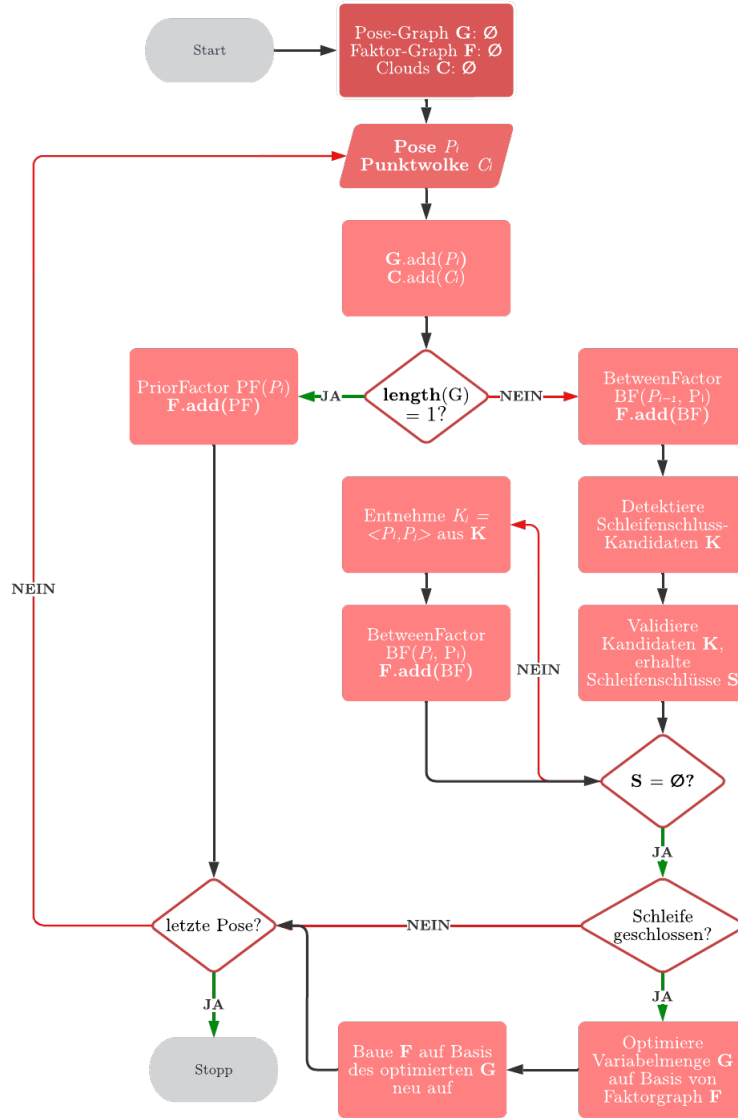 Start
Pose-Graph G: Ø
Faktor-Graph F: Ø
Clouds C: Ø
Pose Pᵢ
Punktwolke Cᵢ
G.add(Pᵢ)
C.add(Cᵢ)
PriorFactor PF(Pᵢ)
F.add(PF)
JA
length(G)
= 1?
NEIN
BetweenFactor
BF(Pᵢ₋₁, Pᵢ)
F.add(BF)
Entnehme Kᵢ =
<Pᵢ,Pⱼ> aus K
Detektiere
Schleifenschluss-
Kandidaten K
NEIN
BetweenFactor
BF(Pⱼ, Pᵢ)
F.add(BF)
NEIN
Validiere
Kandidaten K,
erhalte
Schleifenschlüsse S
S = Ø?
JA
letzte Pose?
NEIN
Schleife
geschlossen?
JA
JA
Stopp
Baue F auf Basis
des optimierten G
neu auf
Optimiere
Variabelmenge G
auf Basis von
Faktorgraph F